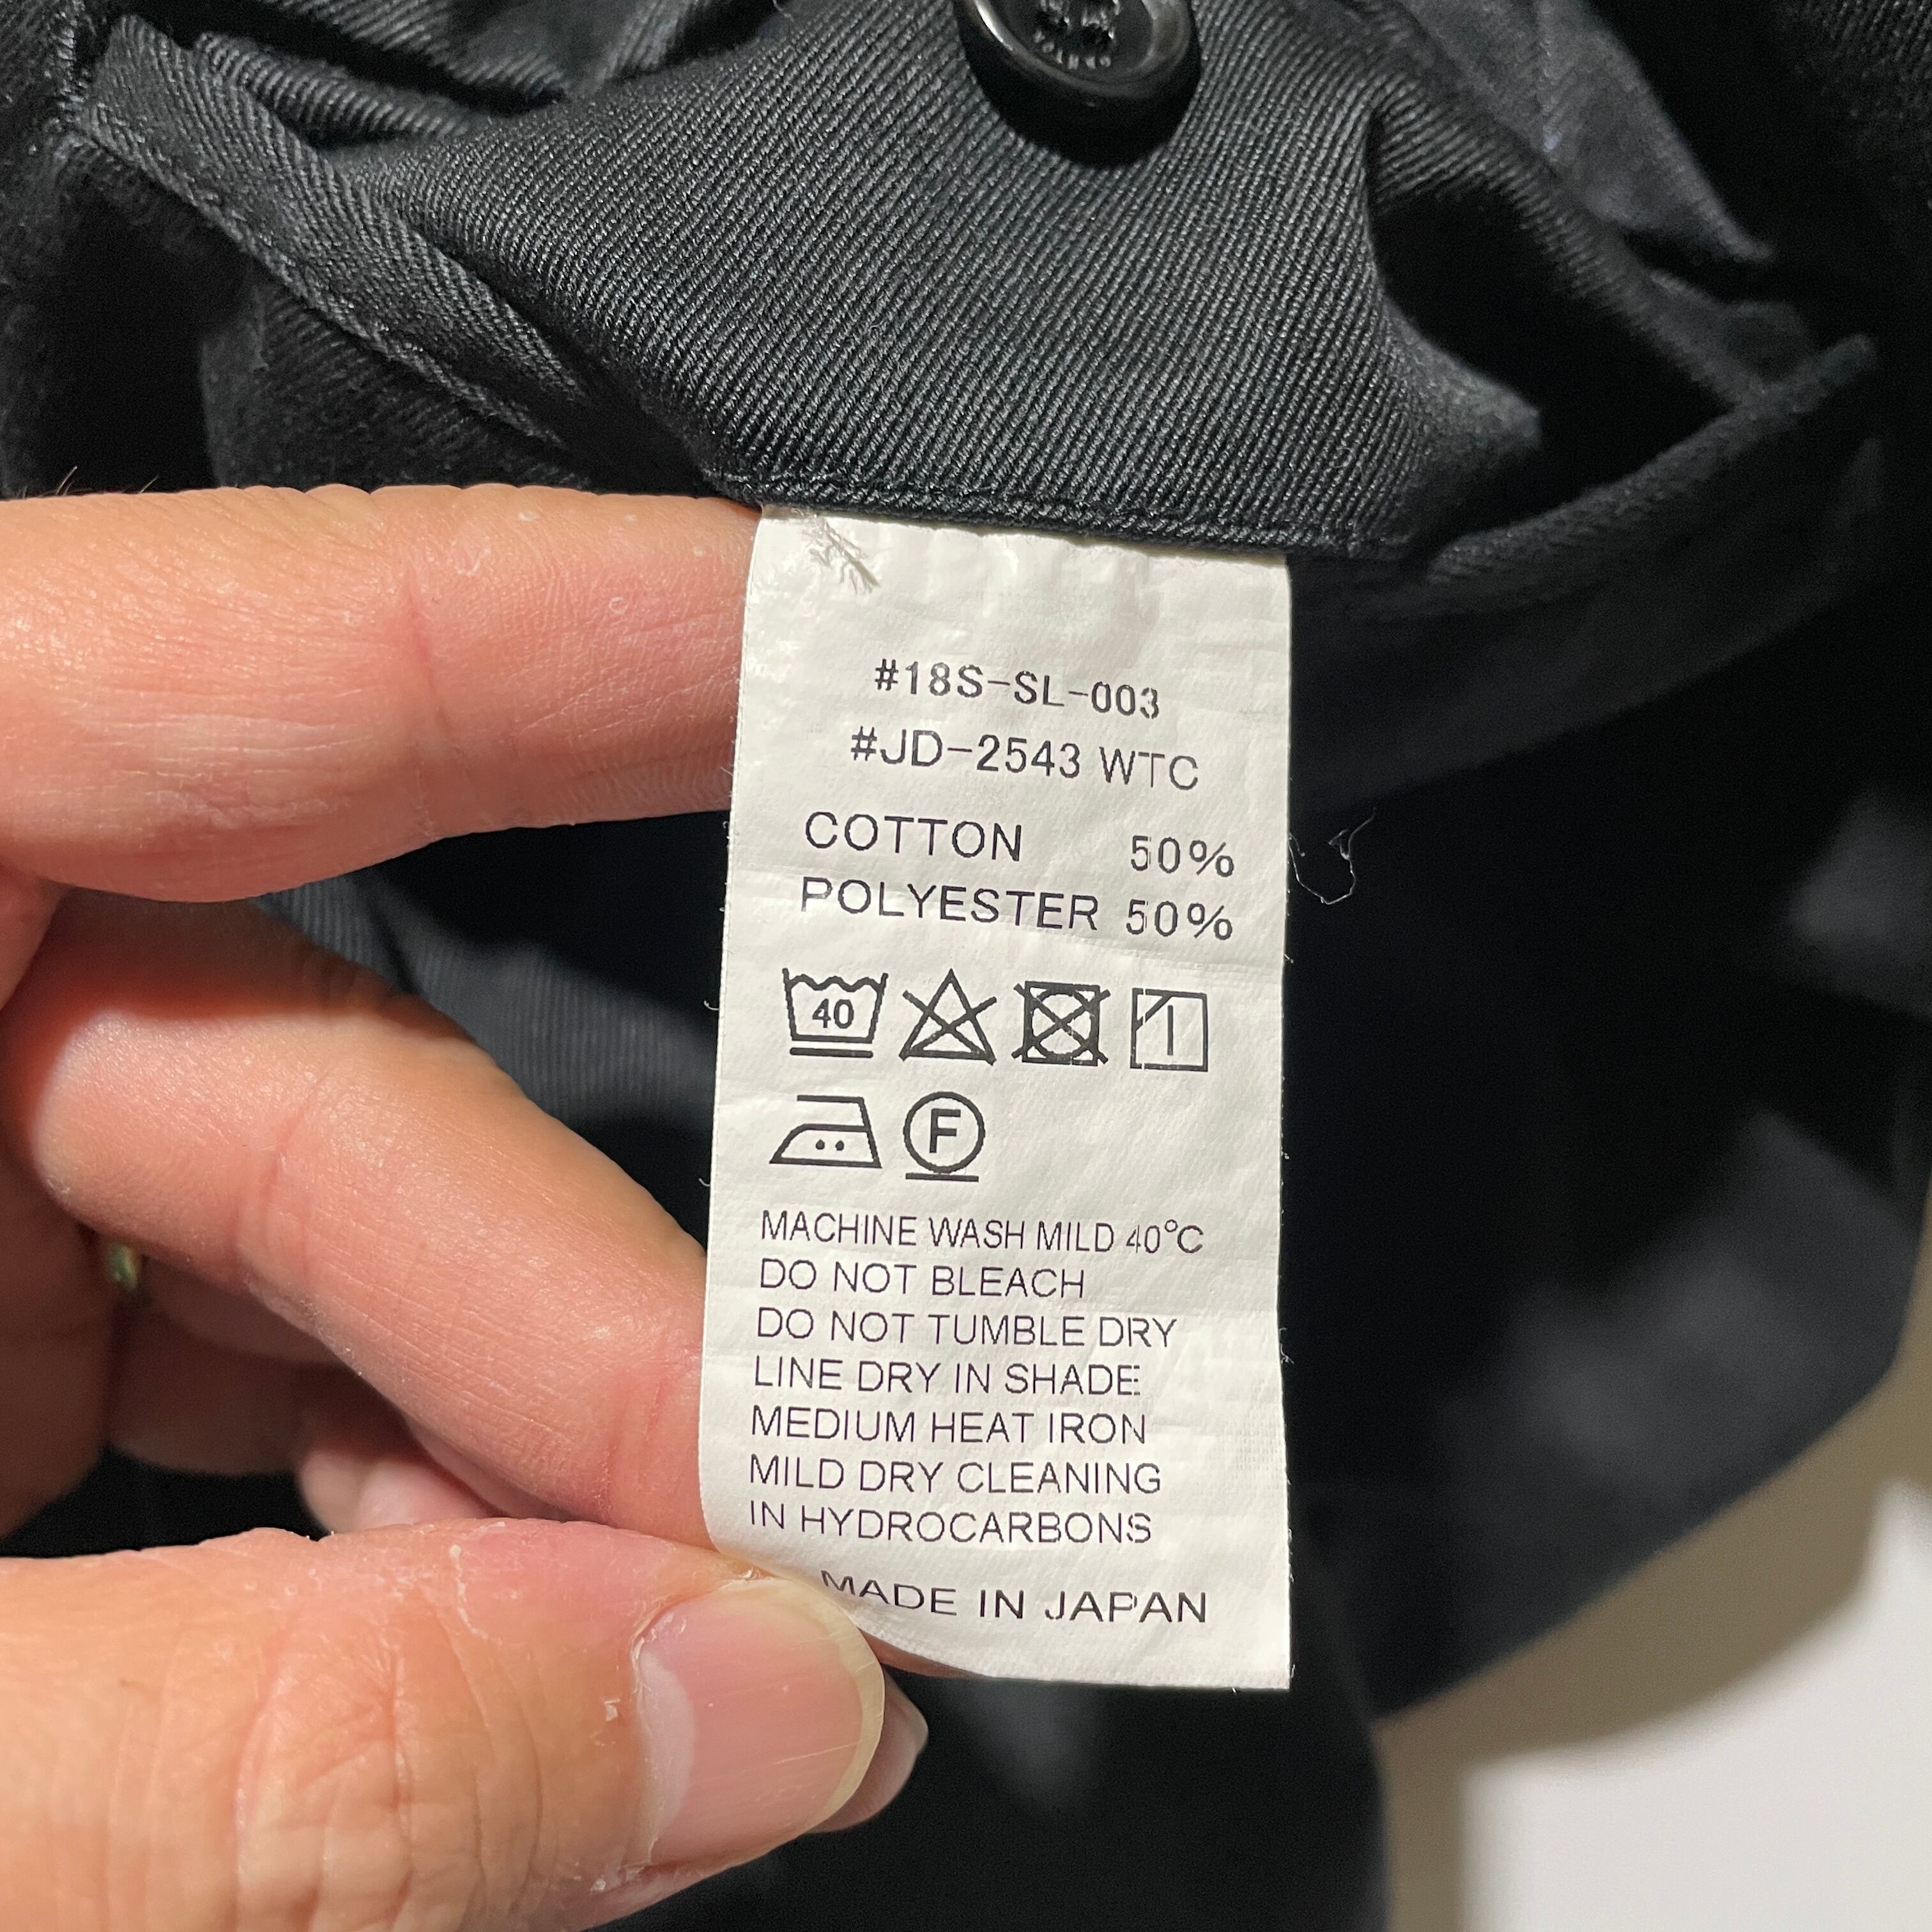 #18S-SL-003
#JD-2543 WTC
COTTON 50%
POLYESTER 50%
40
F
MACHINE WASH MILD 40°C
DO NOT BLEACH
DO NOT TUMBLE DRY
LINE DRY IN SHADE
MEDIUM HEAT IRON
MILD DRY CLEANING
IN HYDROCARBONS
MADE IN JAPAN